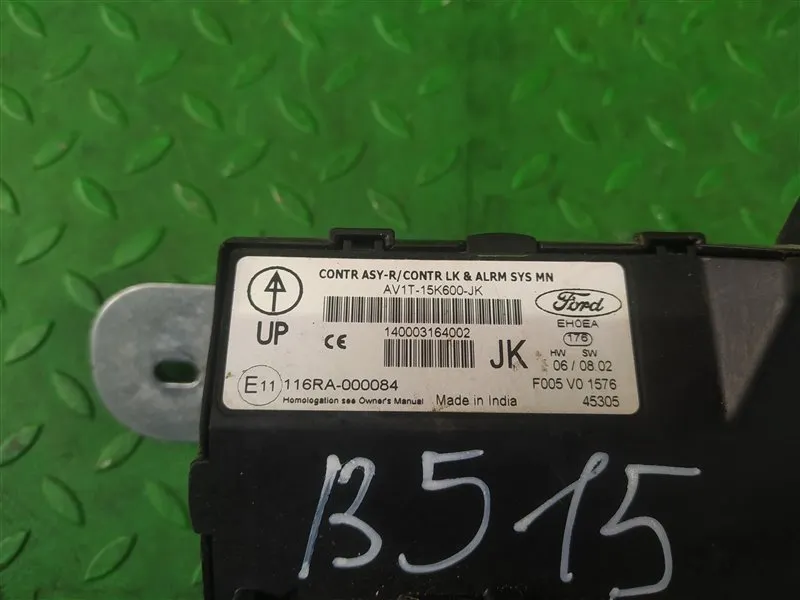 CONTR ASY-R/CONTR LK & ALRM SYS MN
AV1T-15K600-JK
UP
CE
140003164002
JK
Ford
EHOEA
176
HW SW
06 / 08.02
F005 V0 1576
45305
E11 116RA-000084
Homologation see Owner's Manual Made in India
B515